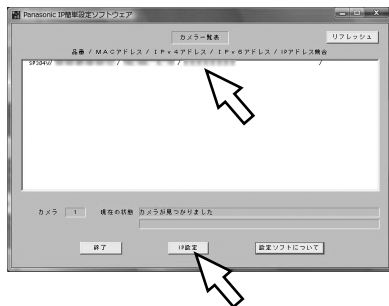 Panasonic IP簡単設定ソフトウェア
カメラ一覧表
リフレッシュ
品番 / MACアドレス / IPv4アドレス / IPv6アドレス / IPアドレス競合
カメラ 1 現在の状態 カメラが見つかりました
終了 IP設定 設定ソフトについて